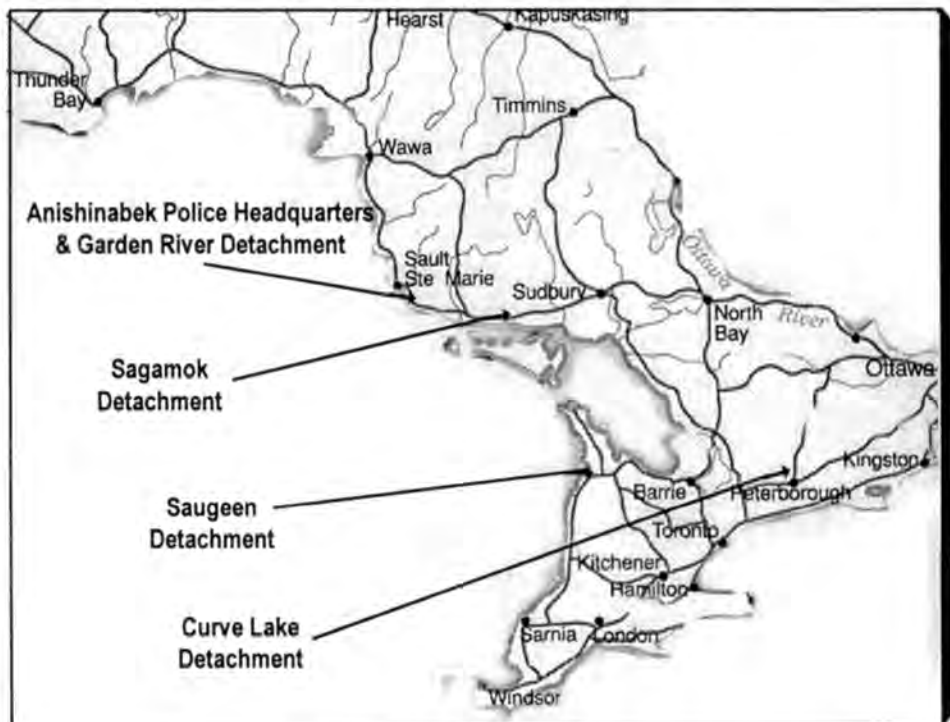 Hearst
Kapuskasing
Thunder
Bay
Timmins
Wawa
Anishinabek Police Headquarters
& Garden River Detachment
Sault
Ste Marie
Sudbury
Ottawa
River
North
Bay
Ottawa
Sagamok
Detachment
Kingston
Barrie
Peterborough
Saugeen
Detachment
Toronto
Kitchener
Hamilton
Curve Lake
Detachment
Sarnia
London
Windsor